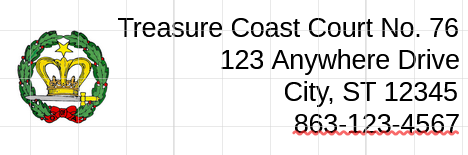 Treasure Coast Court No. 76
123 Anywhere Drive
City, ST 12345
863-123-4567